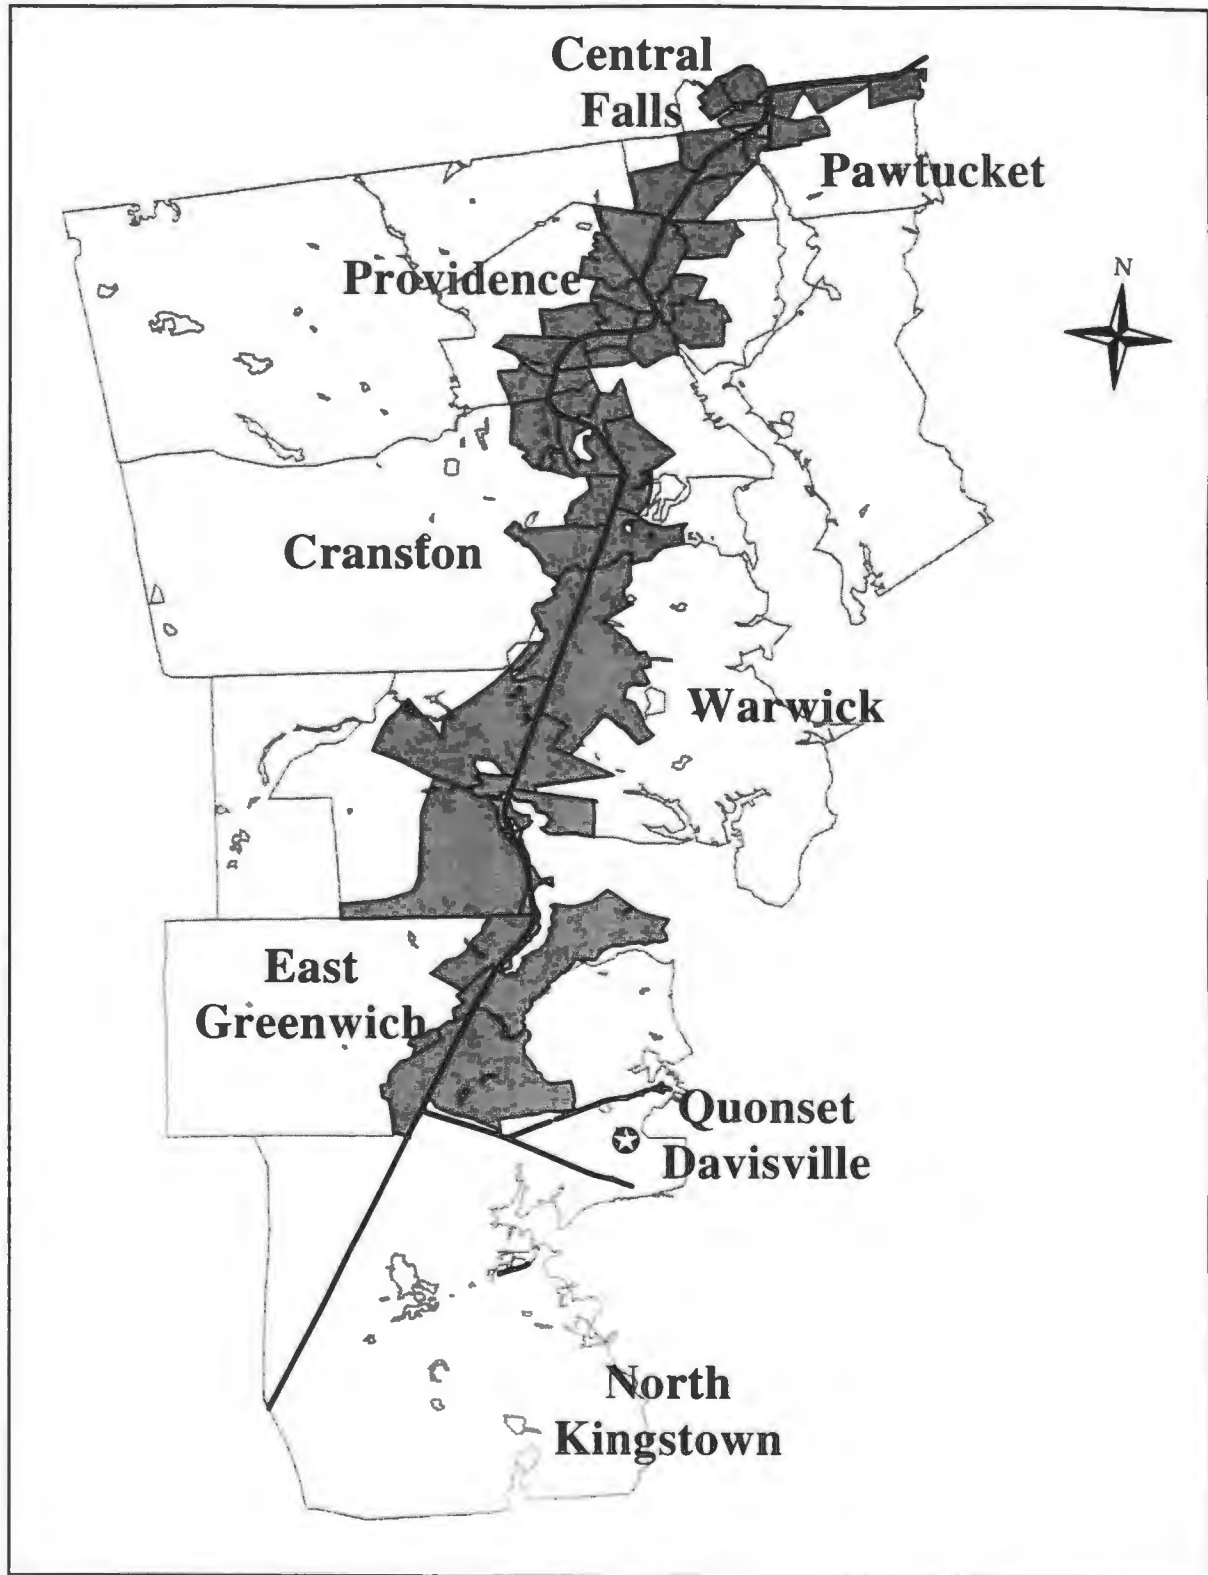 Central
Falls
Pawtucket
Providence
N
Cranston
Warwick
East
Greenwich
Quonset
Davisville
North
Kingstown